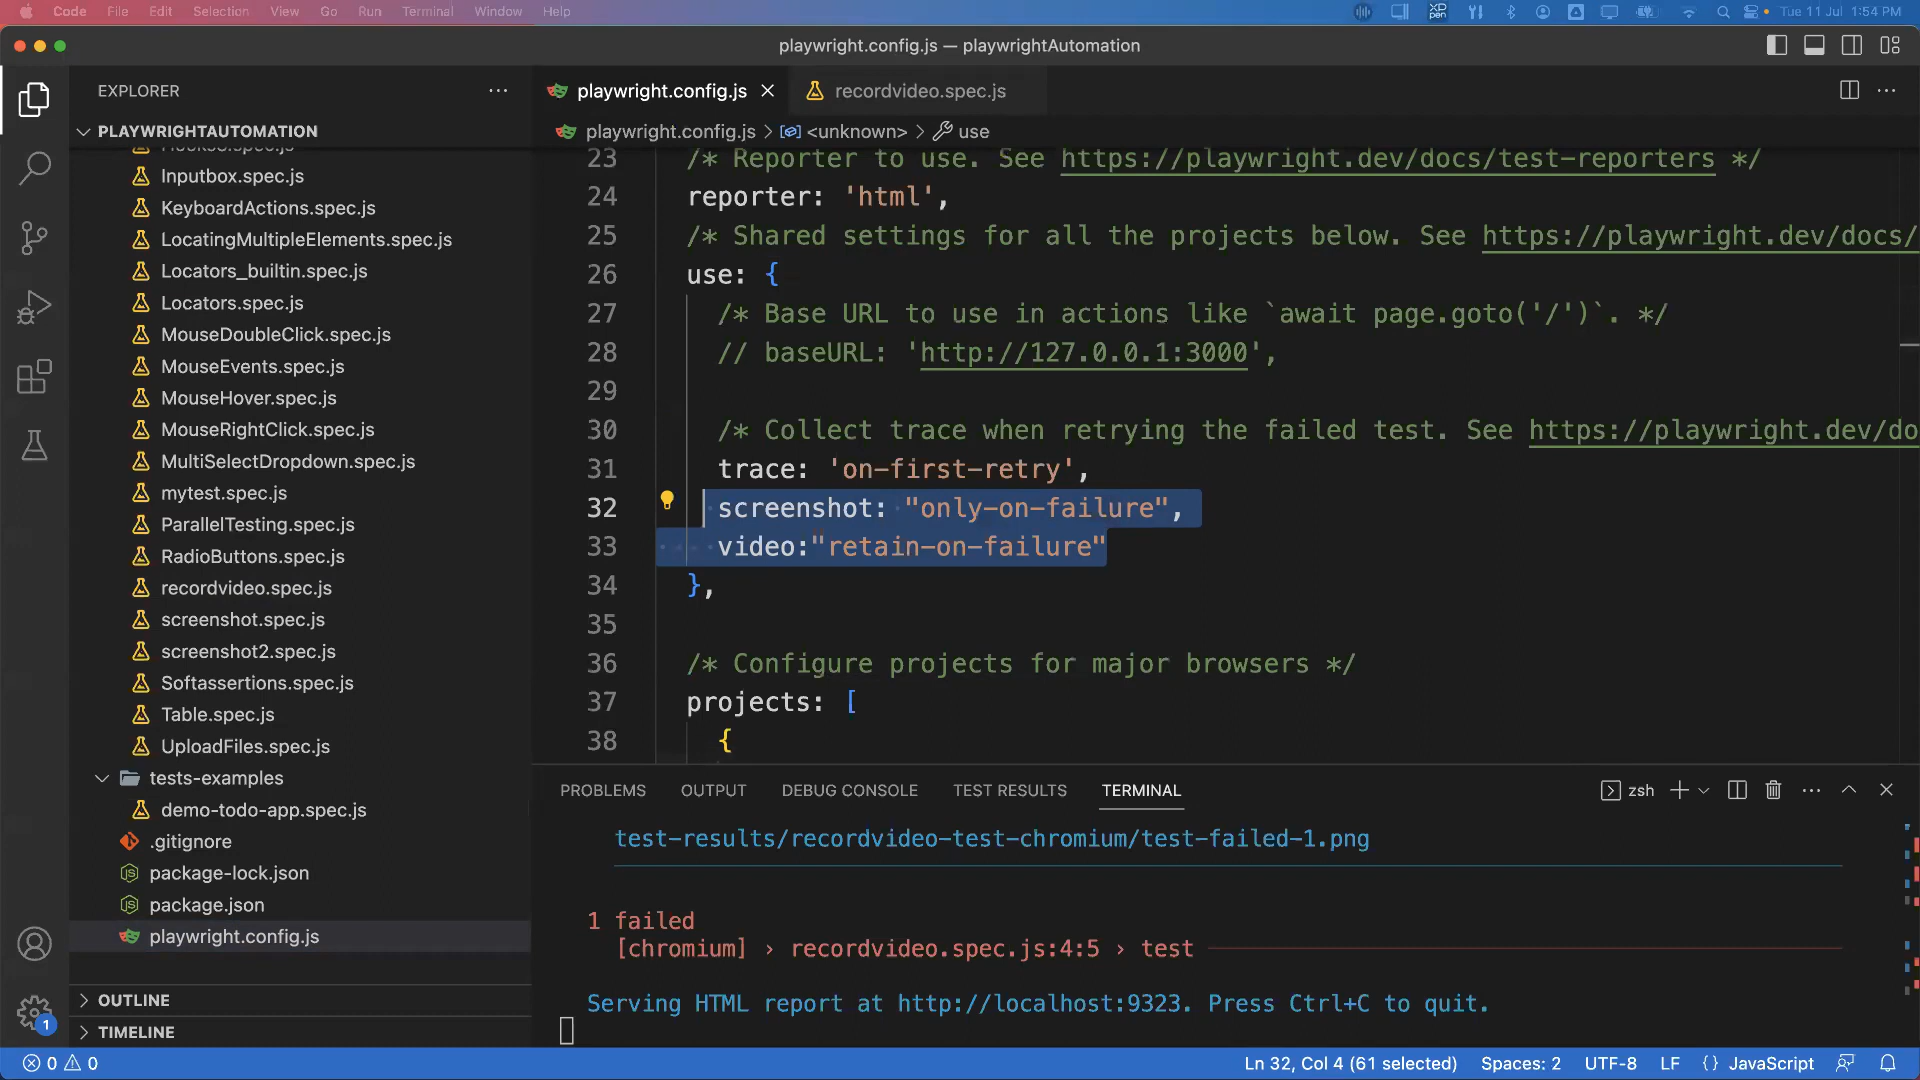 Code File Edit Selection View Go Run Terminal Window Help
XP pen
Tue 11 Jul 1:54 PM
playwright.config.js — playwrightAutomation
EXPLORER
PLAYWRIGHTAUTOMATION
Hooks3.spec.js
Inputbox.spec.js
KeyboardActions.spec.js
LocatingMultipleElements.spec.js
Locators_builtin.spec.js
Locators.spec.js
MouseDoubleClick.spec.js
MouseEvents.spec.js
MouseHover.spec.js
MouseRightClick.spec.js
MultiSelectDropdown.spec.js
mytest.spec.js
ParallelTesting.spec.js
RadioButtons.spec.js
recordvideo.spec.js
screenshot.spec.js
screenshot2.spec.js
Softassertions.spec.js
Table.spec.js
UploadFiles.spec.js
tests-examples
demo-todo-app.spec.js
.gitignore
package-lock.json
package.json
playwright.config.js
OUTLINE
TIMELINE
1
playwright.config.js
recordvideo.spec.js
playwright.config.js > <unknown> > use
23 /* Reporter to use. See https://playwright.dev/docs/test-reporters */
24 reporter: 'html',
25 /* Shared settings for all the projects below. See https://playwright.dev/docs/
26 use: {
27 /* Base URL to use in actions like `await page.goto('/')`. */
28 // baseURL: 'http://127.0.0.1:3000',
29
30 /* Collect trace when retrying the failed test. See https://playwright.dev/do
31 trace: 'on-first-retry',
32 screenshot: "only-on-failure",
33 video:"retain-on-failure"
34 },
35
36 /* Configure projects for major browsers */
37 projects: [
38 {
PROBLEMS OUTPUT DEBUG CONSOLE TEST RESULTS TERMINAL
zsh
test-results/recordvideo-test-chromium/test-failed-1.png
1 failed
[chromium] › recordvideo.spec.js:4:5 › test
Serving HTML report at http://localhost:9323. Press Ctrl+C to quit.
0 0
Ln 32, Col 4 (61 selected) Spaces: 2 UTF-8 LF {} JavaScript